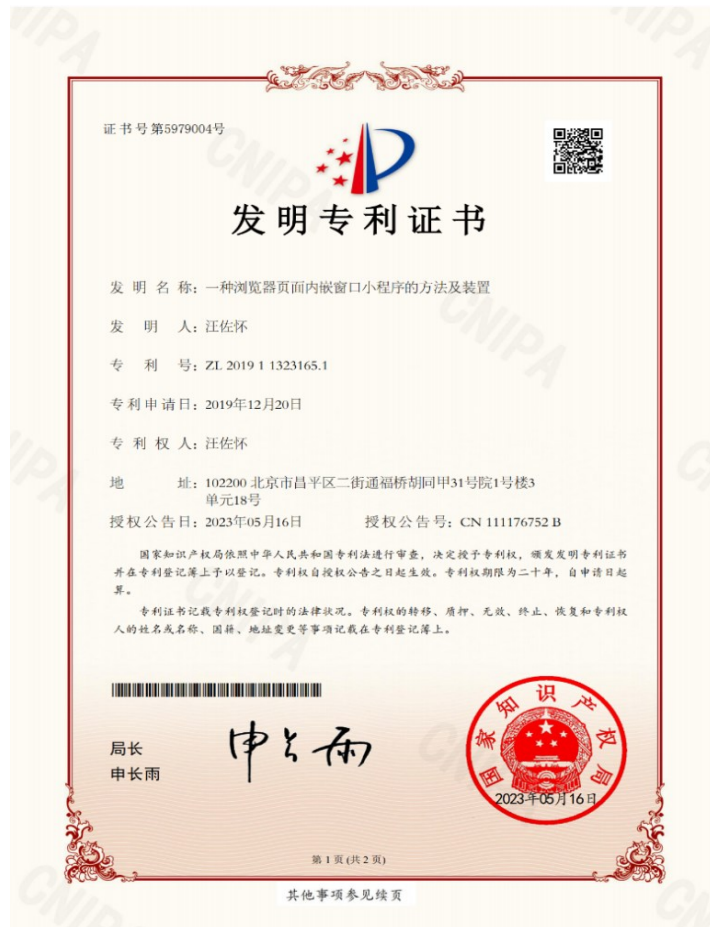 证书号第5979004号
发明专利证书
发 明 名 称：一种浏览器页面内嵌窗口小程序的方法及装置
发 明 人：汪佐怀
专 利 号：ZL 2019 1 1323165.1
专利申请日：2019年12月20日
专 利 权 人：汪佐怀
地 址：102200 北京市昌平区二街通福桥胡同甲31号院1号楼3
单元18号
授权公告日：2023年05月16日 授权公告号：CN 111176752 B
国家知识产权局依照中华人民共和国专利法进行审查，决定授予专利权，颁发发明专利证书
并在专利登记簿上予以登记。专利权自授权公告之日起生效。专利权期限为二十年，自申请日起
算。
专利证书记载专利权登记时的法律状况。专利权的转移、质押、无效、终止、恢复和专利权
人的姓名或名称、国籍、地址变更等事项记载在专利登记簿上。
局长
申长雨
申长雨
国家知识产权局
2023年05月16日
第 1 页 (共 2 页)
其他事项参见续页
CNIPA
CNIPA
CNIPA
CNIPA
CNIPA
CNIPA